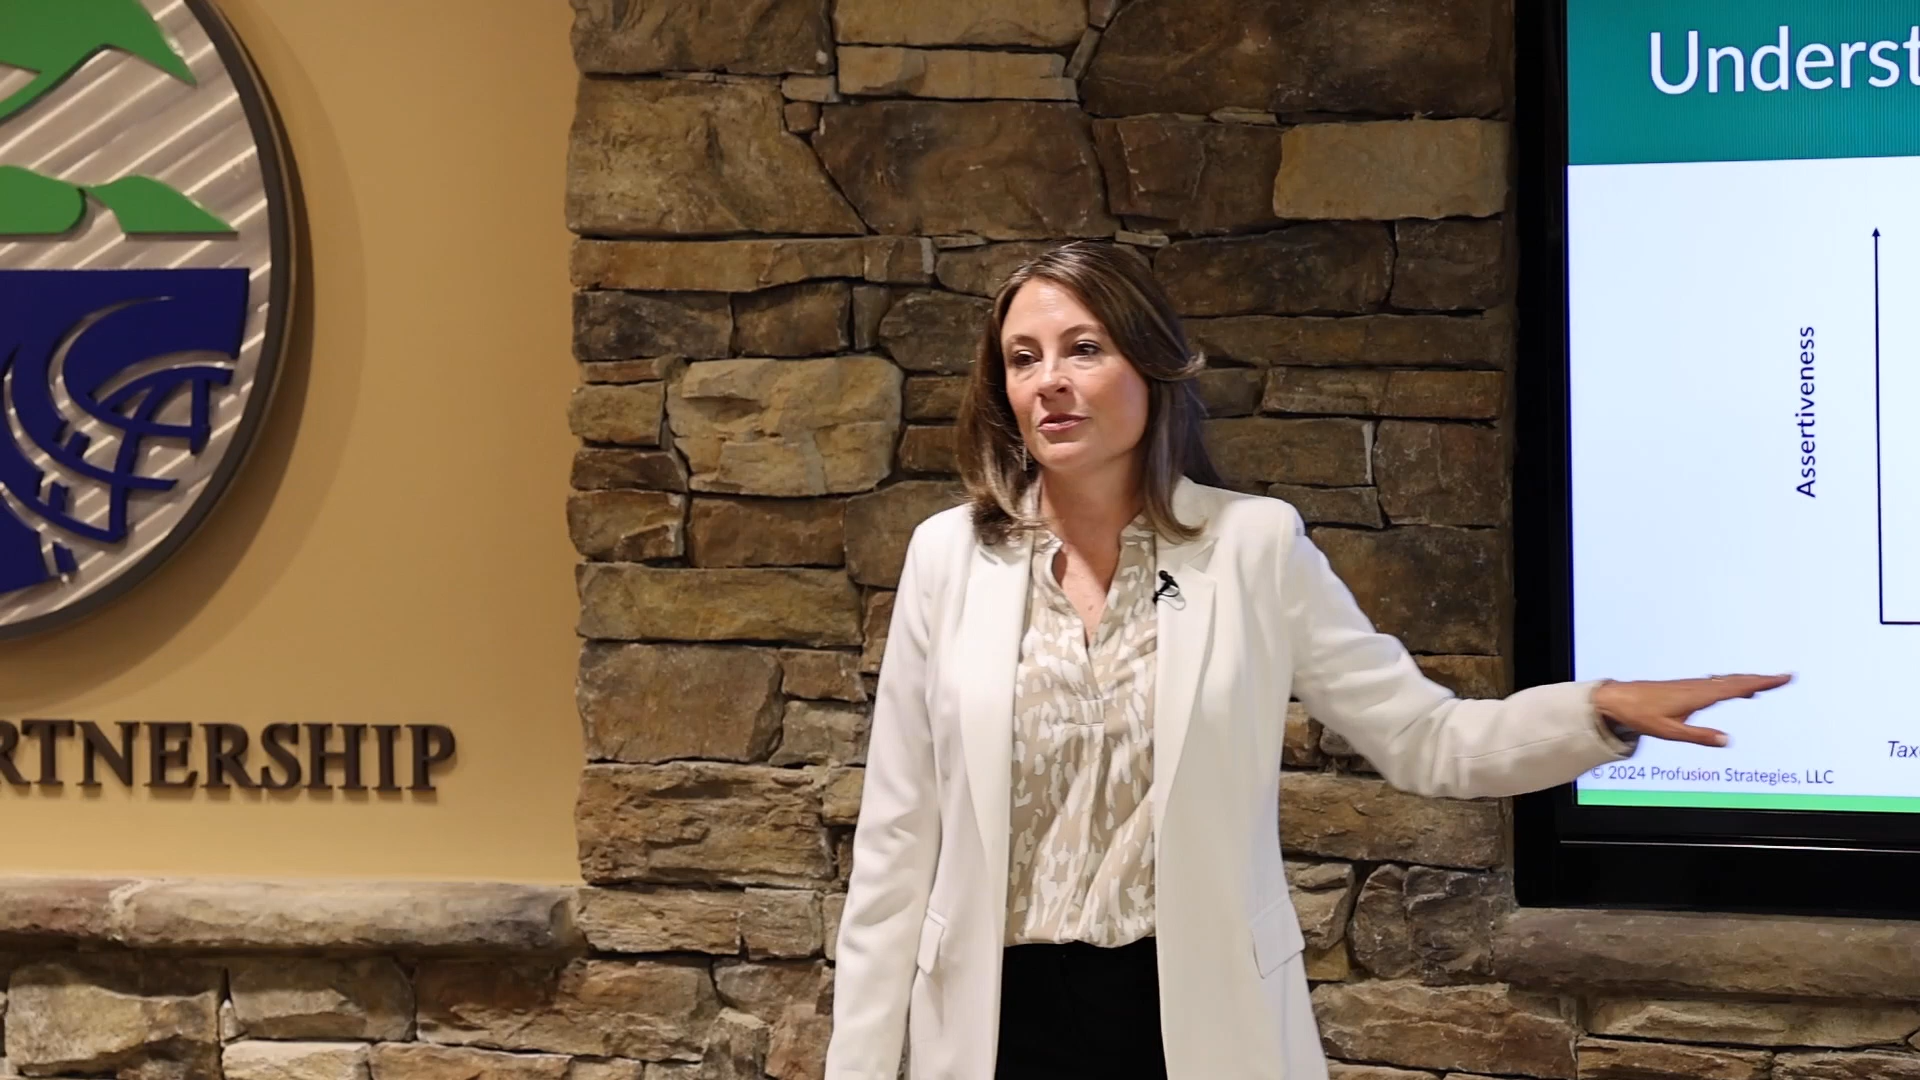 RTNERSHIP
Underst
Assertiveness
Tax
© 2024 Profusion Strategies, LLC